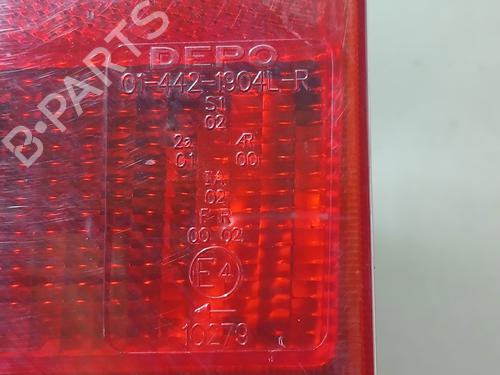 DEPO
01-442-1904L-R
S1
02
2a AR
01 00
IA
02
F R
00 02
E4
10279
B-PARTS